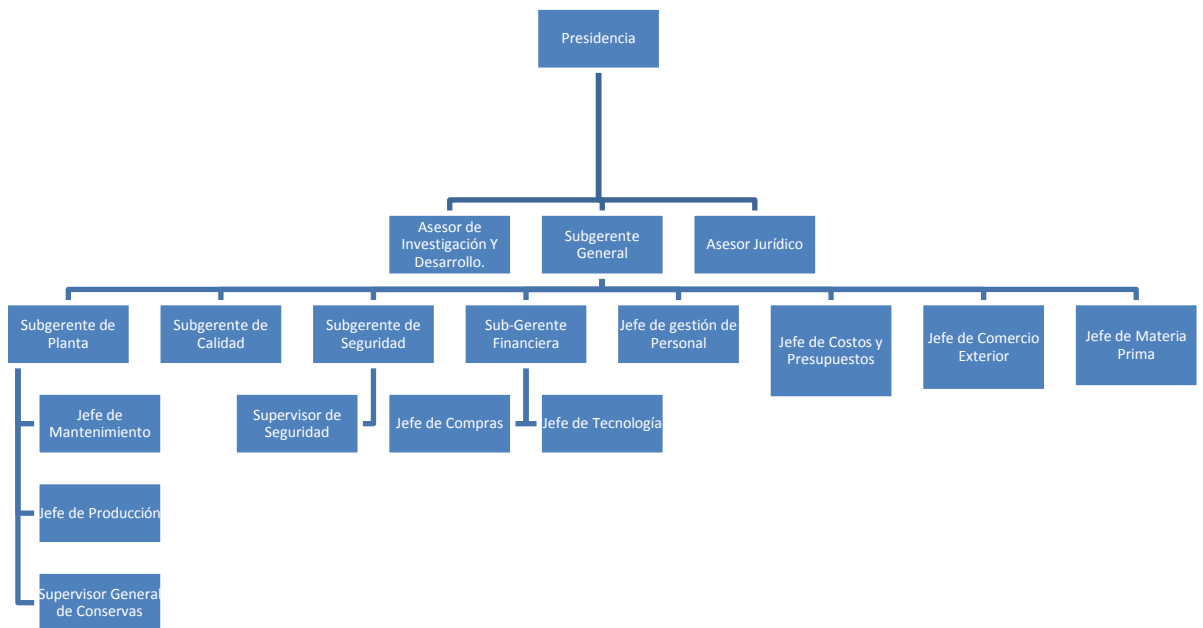 Presidencia
Asesor de
Investigación Y
Desarrollo.
Subgerente
General
Asesor Jurídico
Subgerente de
Planta
Subgerente de
Calidad
Subgerente de
Seguridad
Sub-Gerente
Financiera
Jefe de gestión de
Personal
Jefe de Costos y
Presupuestos
Jefe de Comercio
Exterior
Jefe de Materia
Prima
Jefe de
Mantenimiento
Supervisor de
Seguridad
Jefe de Compras
Jefe de Tecnología
Jefe de Producción
Supervisor General
de Conservas